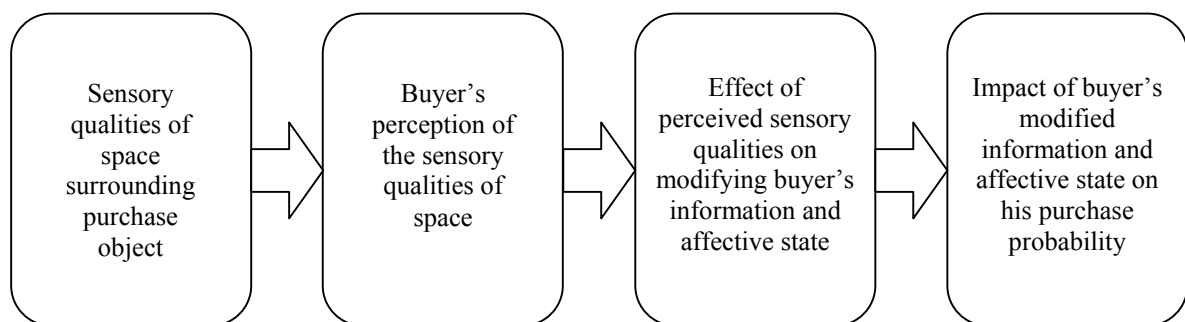 Sensory
qualities of
space
surrounding
purchase
object
Buyer’s
perception of
the sensory
qualities of
space
Effect of
perceived sensory
qualities on
modifying buyer’s
information and
affective state
Impact of buyer’s
modified
information and
affective state on
his purchase
probability